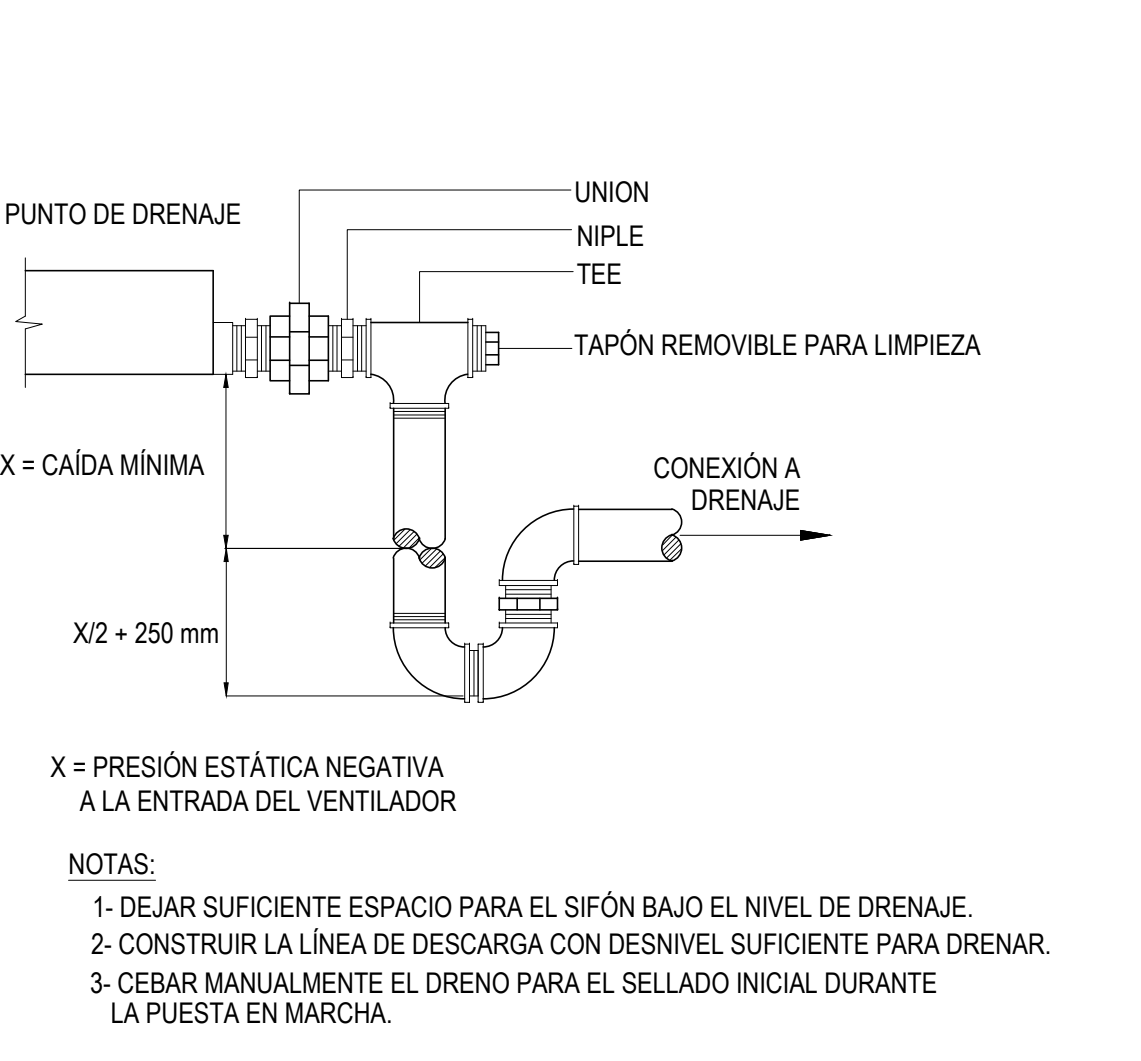 PUNTO DE DRENAJE
UNION
NIPLE
TEE
TAPÓN REMOVIBLE PARA LIMPIEZA
X = CAÍDA MÍNIMA
CONEXIÓN A
DRENAJE
X/2 + 250 mm
X = PRESIÓN ESTÁTICA NEGATIVA
A LA ENTRADA DEL VENTILADOR
NOTAS:
1- DEJAR SUFICIENTE ESPACIO PARA EL SIFÓN BAJO EL NIVEL DE DRENAJE.
2- CONSTRUIR LA LÍNEA DE DESCARGA CON DESNIVEL SUFICIENTE PARA DRENAR.
3- CEBAR MANUALMENTE EL DRENO PARA EL SELLADO INICIAL DURANTE
LA PUESTA EN MARCHA.